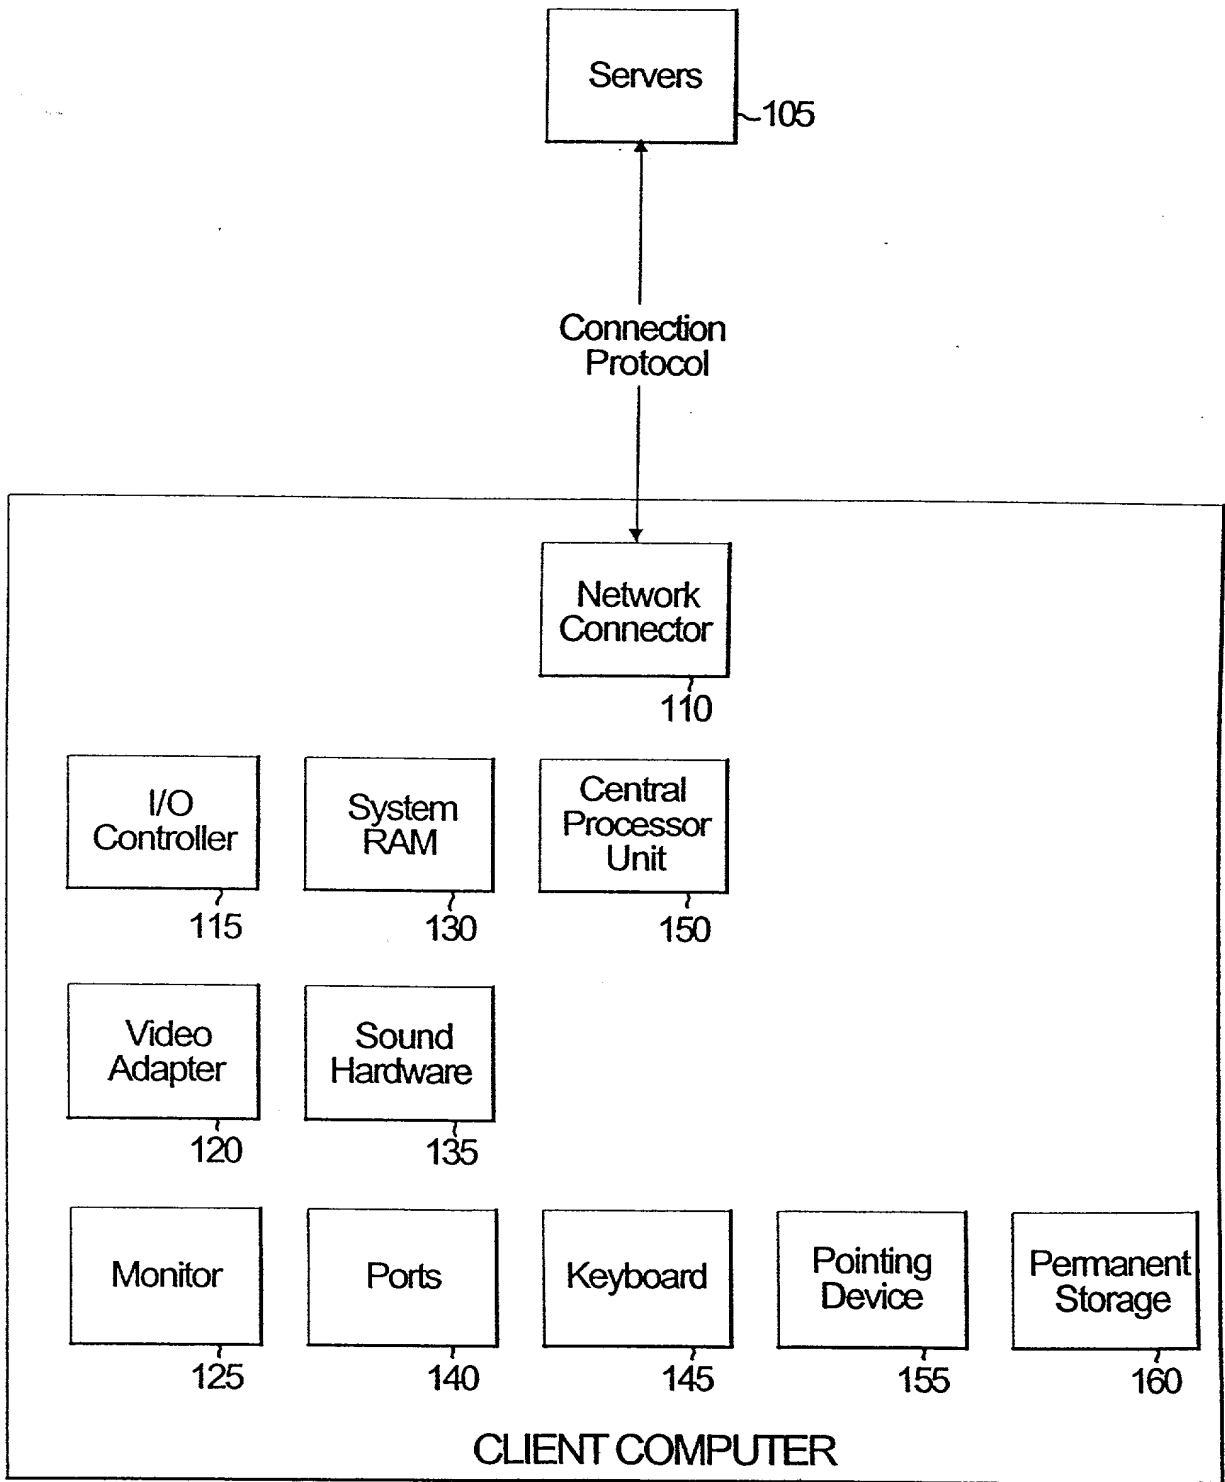 Servers
105
Connection
Protocol
Network
Connector
110
I/O
Controller
115
System
RAM
130
Central
Processor
Unit
150
Video
Adapter
120
Sound
Hardware
135
Monitor
125
Ports
140
Keyboard
145
Pointing
Device
155
Permanent
Storage
160
CLIENT COMPUTER